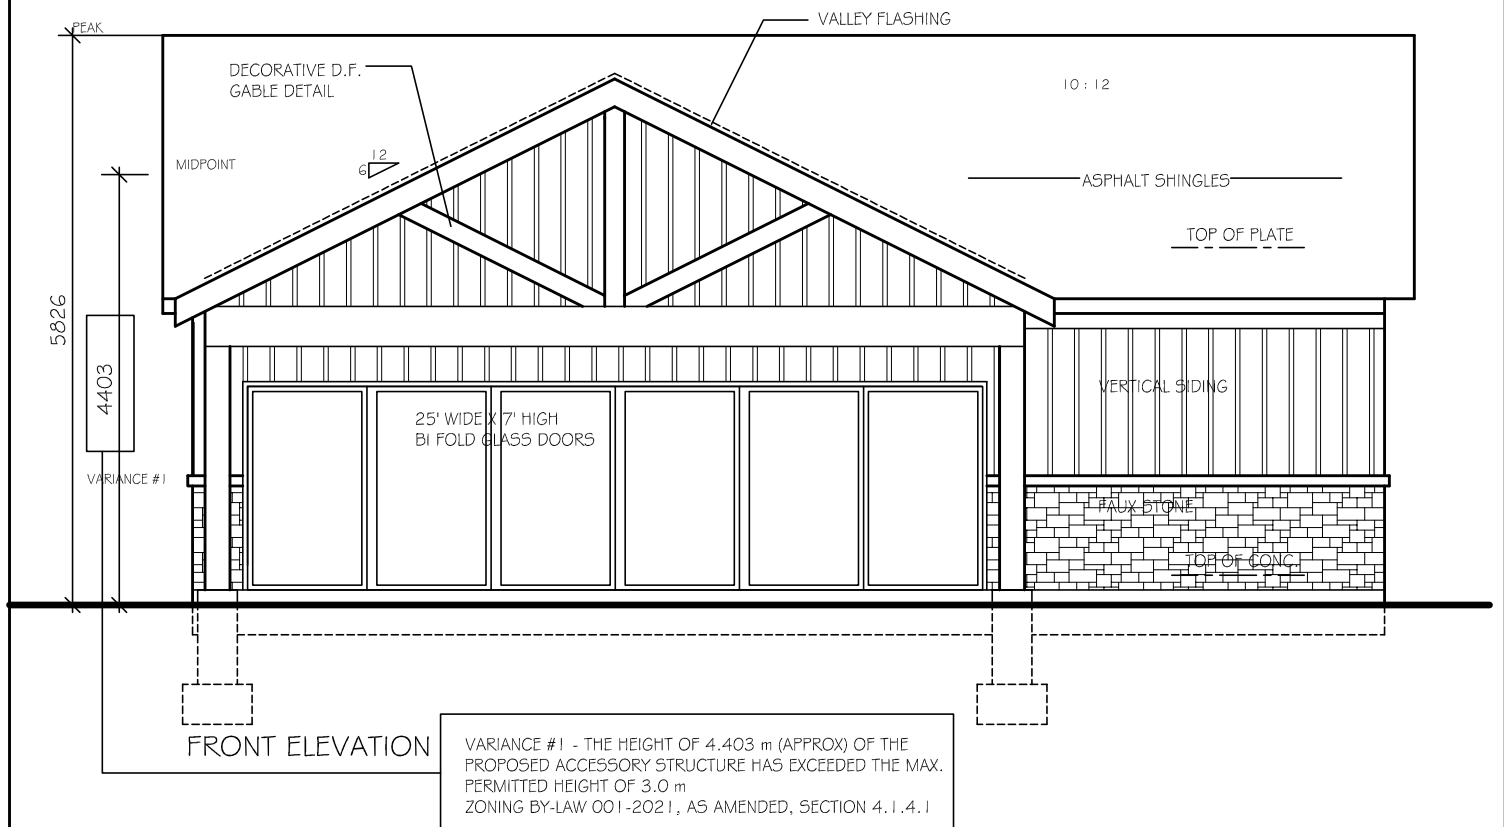 VALLEY FLASHING
PEAK
DECORATIVE D.F.
GABLE DETAIL
10 : 12
12
6
MIDPOINT
ASPHALT SHINGLES
TOP OF PLATE
5826
4403
VERTICAL SIDING
25' WIDE X 7' HIGH
BI FOLD GLASS DOORS
VARIANCE #1
FAUX STONE
TOP OF CONC.
FRONT ELEVATION
VARIANCE #1 - THE HEIGHT OF 4.403 m (APPROX) OF THE
PROPOSED ACCESSORY STRUCTURE HAS EXCEEDED THE MAX.
PERMITTED HEIGHT OF 3.0 m
ZONING BY-LAW 001-2021, AS AMENDED, SECTION 4.1.4.1